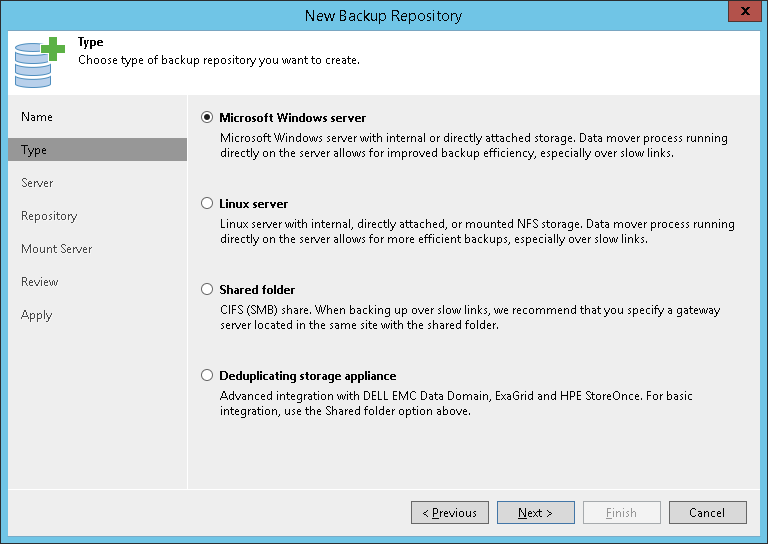 New Backup Repository
X
Type
Choose type of backup repository you want to create.
Name
Type
Server
Repository
Mount Server
Review
Apply
Microsoft Windows server
Microsoft Windows server with internal or directly attached storage. Data mover process running
directly on the server allows for improved backup efficiency, especially over slow links.
Linux server
Linux server with internal, directly attached, or mounted NFS storage. Data mover process running
directly on the server allows for more efficient backups, especially over slow links.
Shared folder
CIFS (SMB) share. When backing up over slow links, we recommend that you specify a gateway
server located in the same site with the shared folder.
Deduplicating storage appliance
Advanced integration with DELL EMC Data Domain, ExaGrid and HPE StoreOnce. For basic
integration, use the Shared folder option above.
< Previous
Next >
Finish
Cancel